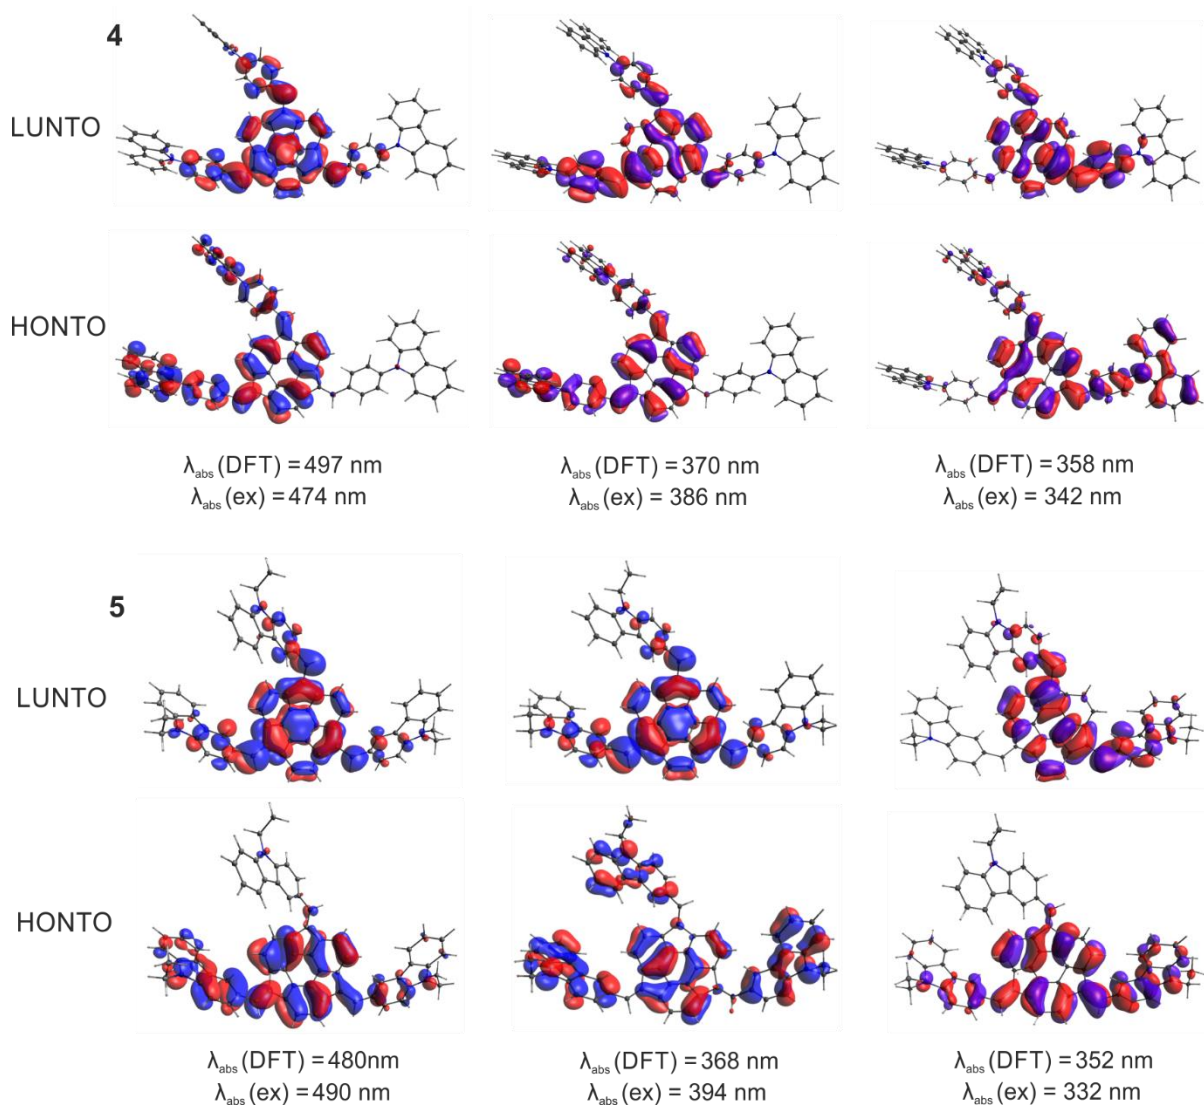 4
LUNTO
HONTO
λabs(DFT) = 497 nm
λabs(ex) = 474 nm
λabs(DFT) = 370 nm
λabs(ex) = 386 nm
λabs(DFT) = 358 nm
λabs(ex) = 342 nm
5
LUNTO
HONTO
λabs(DFT) = 480nm
λabs(ex) = 490 nm
λabs(DFT) = 368 nm
λabs(ex) = 394 nm
λabs(DFT) = 352 nm
λabs(ex) = 332 nm